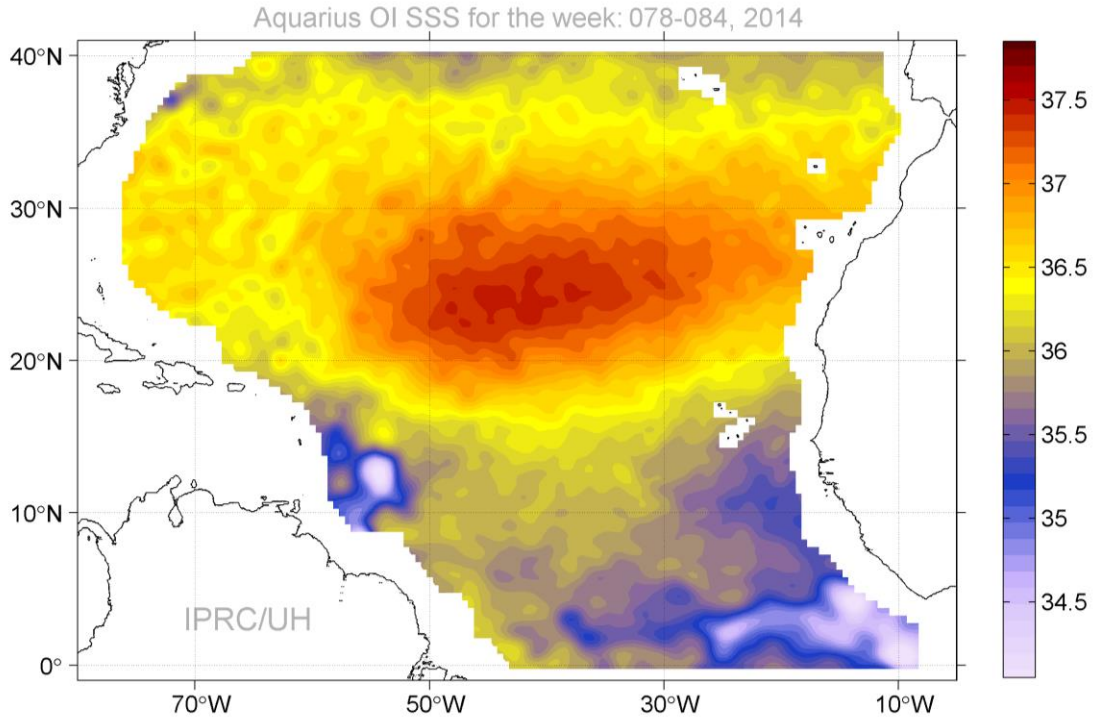 Aquarius OI SSS for the week: 078-084, 2014
40°N
30°N
20°N
10°N
0°
70°W
50°W
30°W
10°W
37.5
37
36.5
36
35.5
35
34.5
IPRC/UH